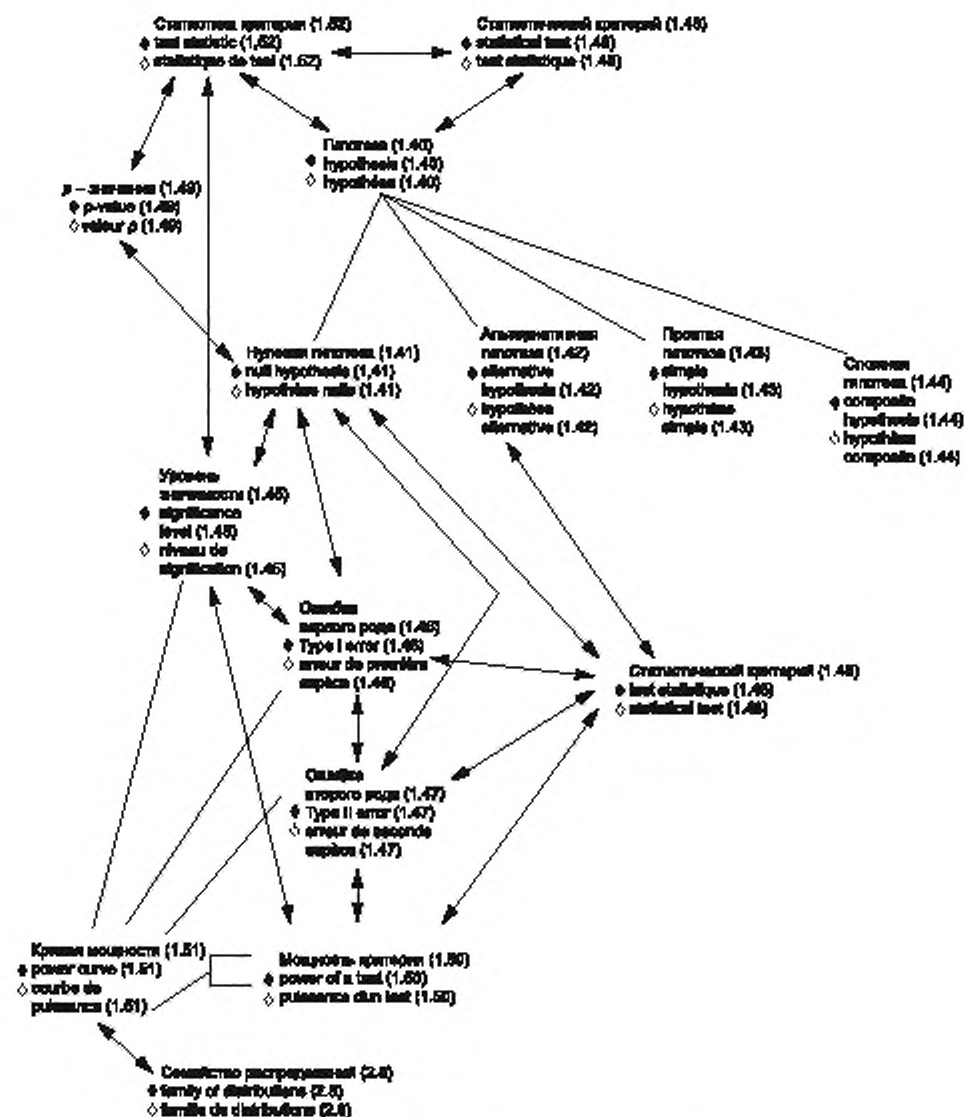 Статистика критерия (1.52)
test statistic (1.52)
statistique de test (1.52)
Статистический критерий (1.48)
statistical test (1.48)
test statistique (1.48)
Гипотеза (1.40)
hypothesis (1.40)
hypothèse (1.40)
p – значение (1.49)
p-value (1.49)
valeur p (1.49)
Нулевая гипотеза (1.41)
null hypothesis (1.41)
hypothèse nulle (1.41)
Альтернативная
гипотеза (1.42)
alternative
hypothesis (1.42)
hypothèse
alternative (1.42)
Простая
гипотеза (1.43)
simple
hypothesis (1.43)
hypothèse
simple (1.43)
Сложная
гипотеза (1.44)
composite
hypothesis (1.44)
hypothèse
composite (1.44)
Уровень
значимости (1.45)
significance
level (1.45)
niveau de
signification (1.45)
Ошибка
первого рода (1.46)
Type I error (1.46)
erreur de première
espèce (1.46)
Статистический критерий (1.48)
test statistique (1.48)
statistical test (1.48)
Ошибка
второго рода (1.47)
Type II error (1.47)
erreur de seconde
espèce (1.47)
Кривая мощности (1.51)
power curve (1.51)
courbe de
puissance (1.51)
Мощность критерия (1.50)
power of a test (1.50)
puissance d'un test (1.50)
Семейство распределений (2.8)
family of distributions (2.8)
famille de distributions (2.8)